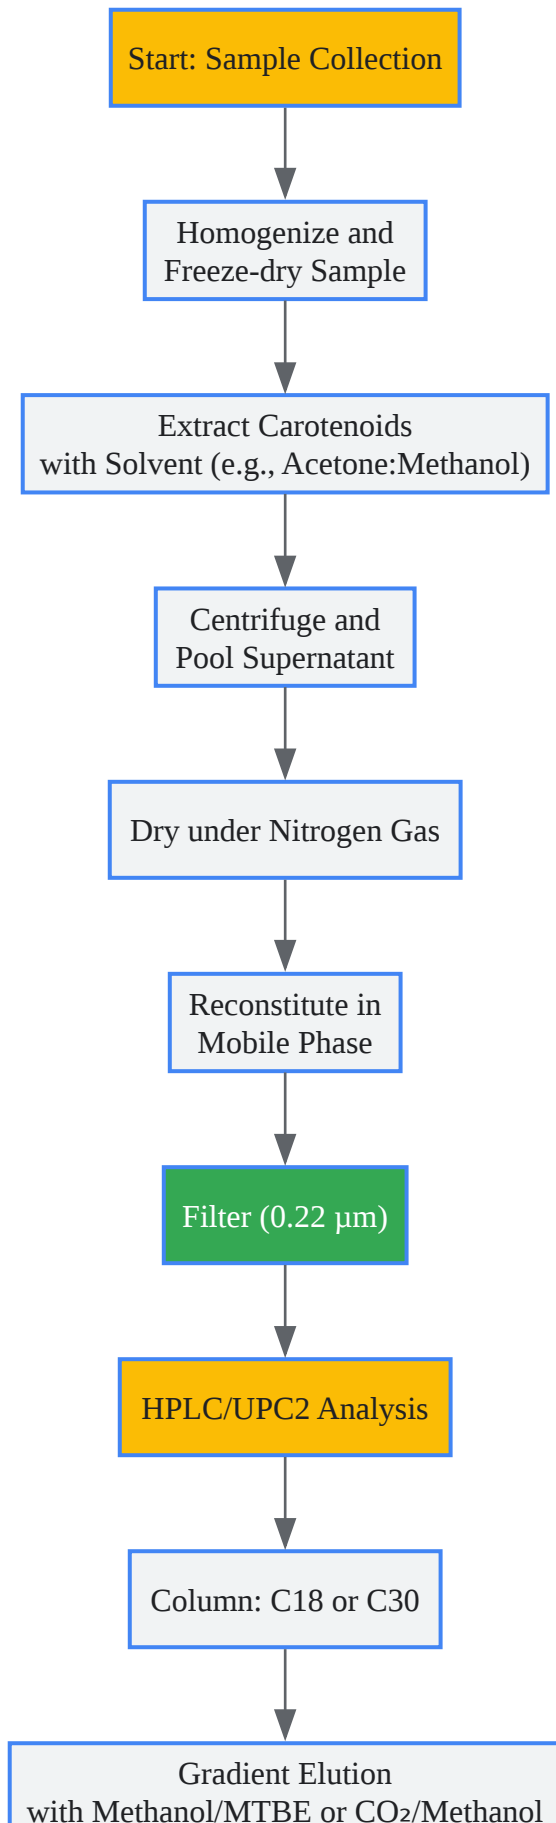 Start: Sample Collection
Homogenize and
Freeze-dry Sample
Extract Carotenoids
with Solvent (e.g., Acetone:Methanol)
Centrifuge and
Pool Supernatant
Dry under Nitrogen Gas
Reconstitute in
Mobile Phase
Filter (0.22 µm)
HPLC/UPC2 Analysis
Column: C18 or C30
Gradient Elution
with Methanol/MTBE or CO₂/Methanol